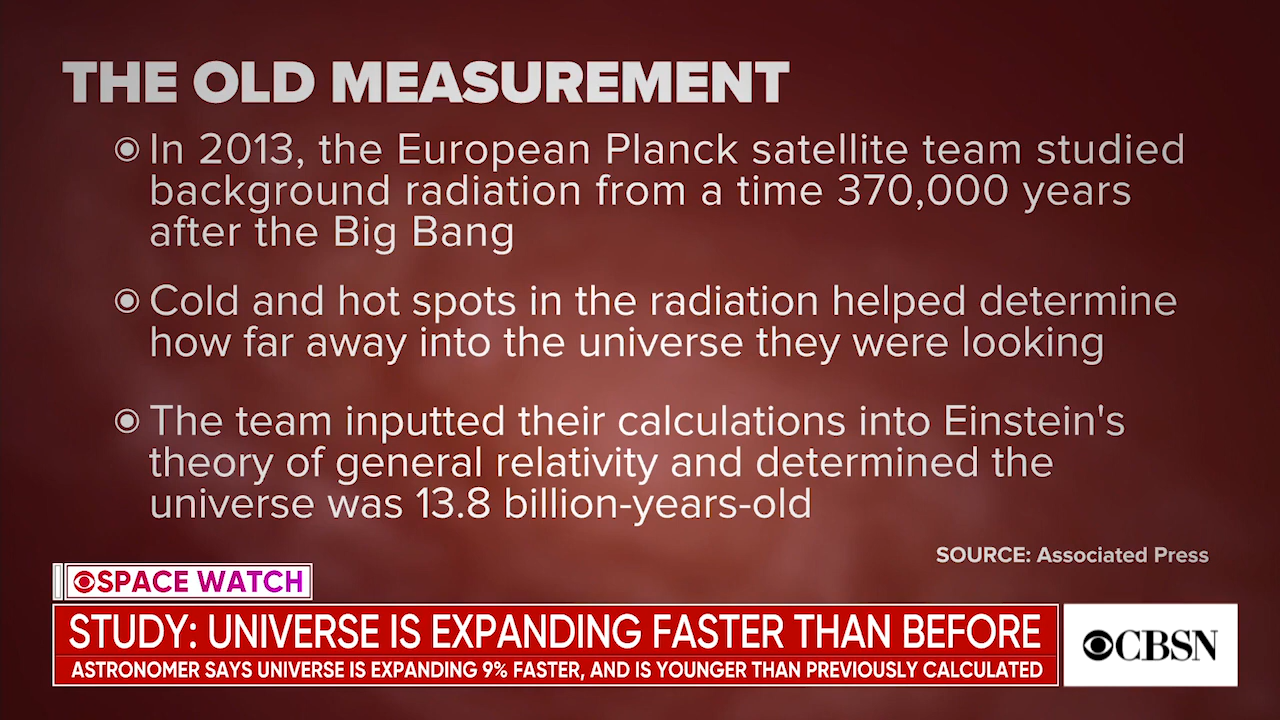 THE OLD MEASUREMENT
In 2013, the European Planck satellite team studied
background radiation from a time 370,000 years
after the Big Bang
Cold and hot spots in the radiation helped determine
how far away into the universe they were looking
The team inputted their calculations into Einstein's
theory of general relativity and determined the
universe was 13.8 billion-years-old
SOURCE: Associated Press
SPACE WATCH
STUDY: UNIVERSE IS EXPANDING FASTER THAN BEFORE
ASTRONOMER SAYS UNIVERSE IS EXPANDING 9% FASTER, AND IS YOUNGER THAN PREVIOUSLY CALCULATED
CBSN